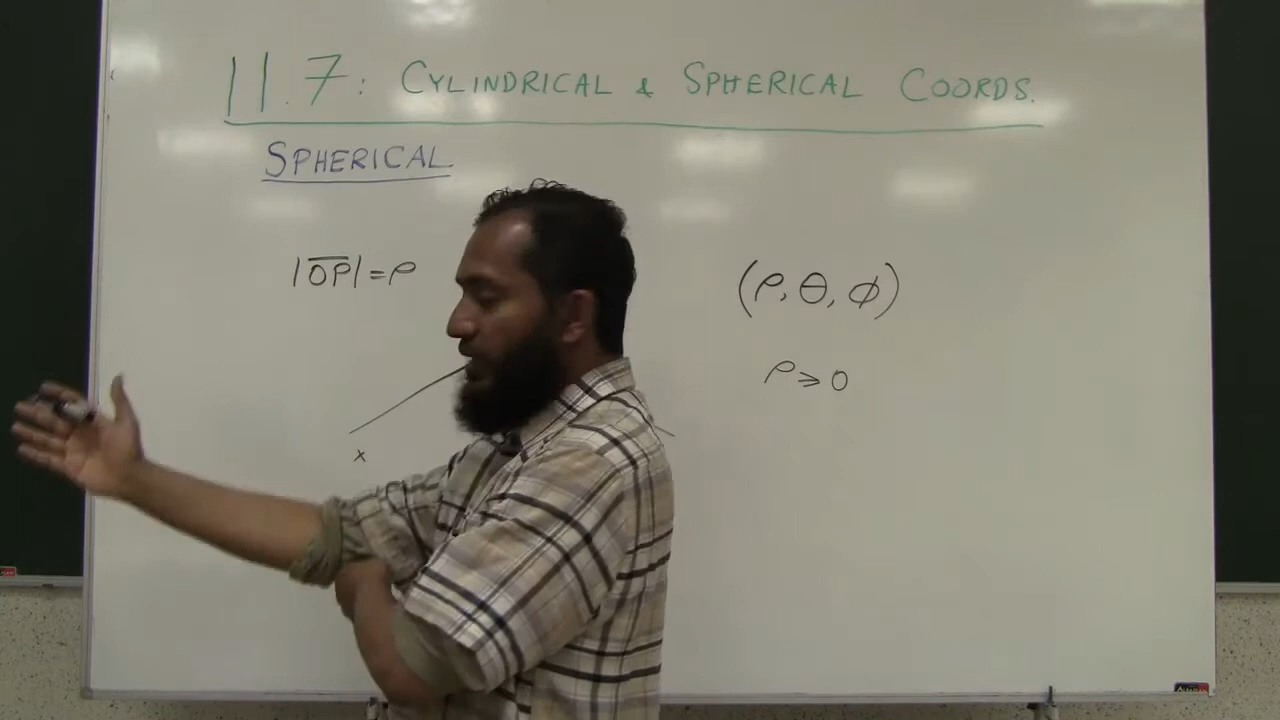 11.7: CYLINDRICAL & SPHERICAL COORDS.
SPHERICAL
|OP| = ρ
(ρ, θ, φ)
ρ ⩾ 0
x